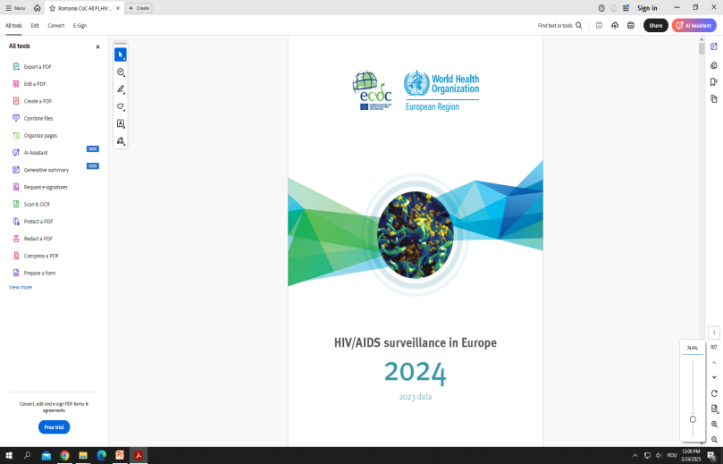 Menu
Romania CoC All PLHIV ...
Create
Sign in
All tools
Edit
Convert
E-Sign
Find text or tools
Share
AI Assistant
All tools
Export a PDF
Edit a PDF
Create a PDF
Combine files
Organize pages
AI Assistant
NEW
Generative summary
NEW
Request e-signatures
Scan & OCR
Protect a PDF
Redact a PDF
Compress a PDF
Prepare a form
View more
Convert, edit and e-sign PDF forms &
agreements
Free trial
ecdc
World Health
Organization
European Region
HIV/AIDS surveillance in Europe
2024
2023 data
1
107
74.4%
ROU
12:08 PM
3/24/2025